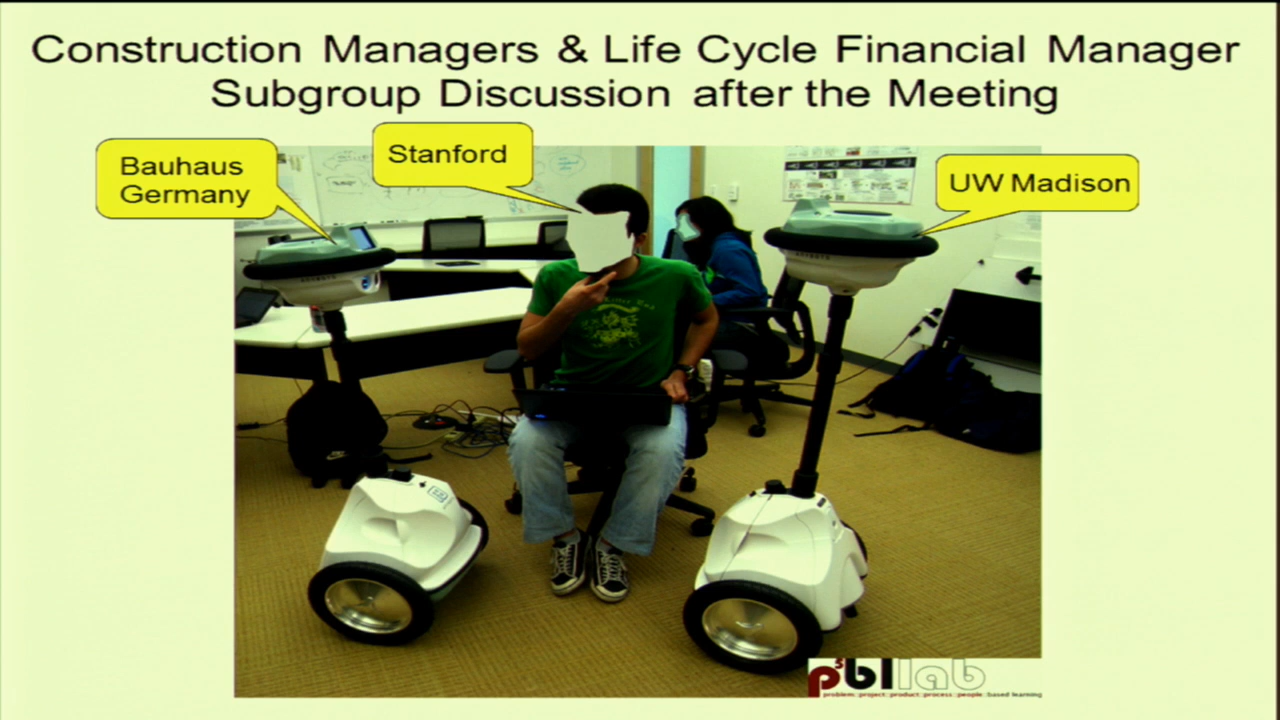 Construction Managers & Life Cycle Financial Manager
Subgroup Discussion after the Meeting
Bauhaus
Germany
Stanford
UW Madison
p5bl lab
problem. project. product. process. people. based learning